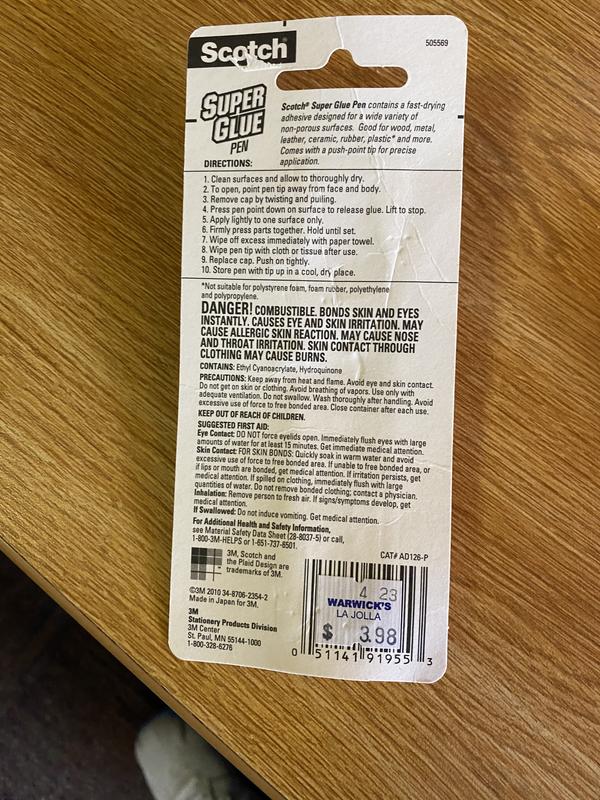 Scotch®
505569
SUPER
GLUE
PEN
Scotch® Super Glue Pen contains a fast-drying
adhesive designed for a wide variety of
non-porous surfaces. Good for wood, metal,
leather, ceramic, rubber, plastic* and more.
Comes with a push-point tip for precise
application.
DIRECTIONS:
1. Clean surfaces and allow to thoroughly dry.
2. To open, point pen tip away from face and body.
3. Remove cap by twisting and pulling.
4. Press pen point down on surface to release glue. Lift to stop.
5. Apply lightly to one surface only.
6. Firmly press parts together. Hold until set.
7. Wipe off excess immediately with paper towel.
8. Wipe pen tip with cloth or tissue after use.
9. Replace cap. Push on tightly.
10. Store pen with tip up in a cool, dry place.
*Not suitable for polystyrene foam, foam rubber, polyethylene
and polypropylene.
DANGER! COMBUSTIBLE. BONDS SKIN AND EYES
INSTANTLY. CAUSES EYE AND SKIN IRRITATION. MAY
CAUSE ALLERGIC SKIN REACTION. MAY CAUSE NOSE
AND THROAT IRRITATION. SKIN CONTACT THROUGH
CLOTHING MAY CAUSE BURNS.
CONTAINS: Ethyl Cyanoacrylate, Hydroquinone
PRECAUTIONS: Keep away from heat and flame. Avoid eye and skin contact.
Do not get on skin or clothing. Avoid breathing of vapors. Use only with
adequate ventilation. Do not swallow. Wash thoroughly after handling. Avoid
excessive use of force to free bonded area. Close container after each use.
KEEP OUT OF REACH OF CHILDREN.
SUGGESTED FIRST AID:
Eye Contact: DO NOT force eyelids open. Immediately flush eyes with large
amounts of water for at least 15 minutes. Get immediate medical attention.
Skin Contact: FOR SKIN BONDS: Quickly soak in warm water and avoid
excessive use of force to free bonded area. If unable to free bonded area, or
if lips or mouth are bonded, get medical attention. If irritation persists, get
medical attention. If spilled on clothing, immediately flush with large
quantities of water. Do not remove bonded clothing; contact a physician.
Inhalation: Remove person to fresh air. If signs/symptoms develop, get
medical attention.
If Swallowed: Do not induce vomiting. Get medical attention.
For Additional Health and Safety Information,
see Material Safety Data Sheet (28-8037-5) or call,
1-800-3M-HELPS or 1-651-737-6501.
3M, Scotch and
the Plaid Design are
trademarks of 3M.
CAT# AD126-P
©3M 2010 34-8706-2354-2
Made in Japan for 3M.
3M
Stationery Products Division
3M Center
St. Paul, MN 55144-1000
1-800-328-6276
4 23
WARWICK'S
LA JOLLA
$ 3.98
0 51141 91955 3